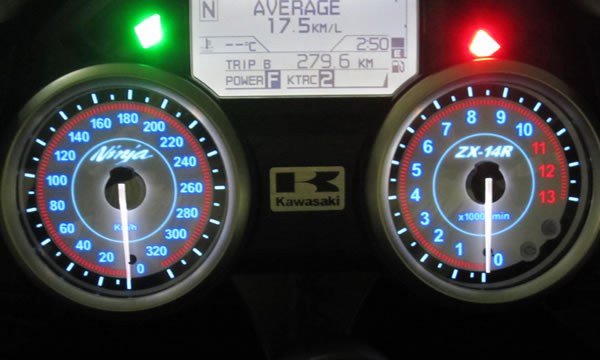 N
AVERAGE
17.5KM/L
--°C
2:50
E
TRIP B 279.6 KM
POWER F KTRC 2
Ninja
Km/h
0
20
40
60
80
100
120
140
160
180
200
220
240
260
280
300
320
Kawasaki
ZX-14R
x1000r/min
0
1
2
3
4
5
6
7
8
9
10
11
12
13